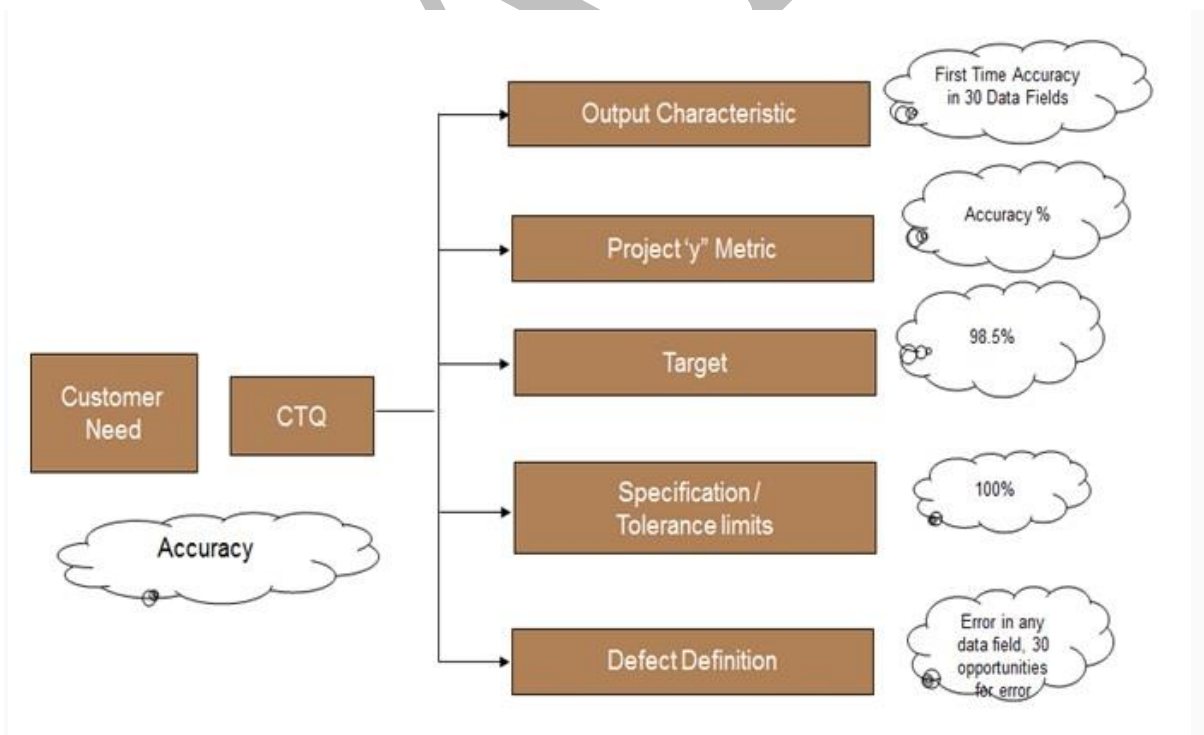 Customer
Need
CTQ
Accuracy
Output Characteristic
First Time Accuracy
in 30 Data Fields
Project ‘y” Metric
Accuracy %
Target
98.5%
Specification /
Tolerance limits
100%
Defect Definition
Error in any
data field, 30
opportunities
for error